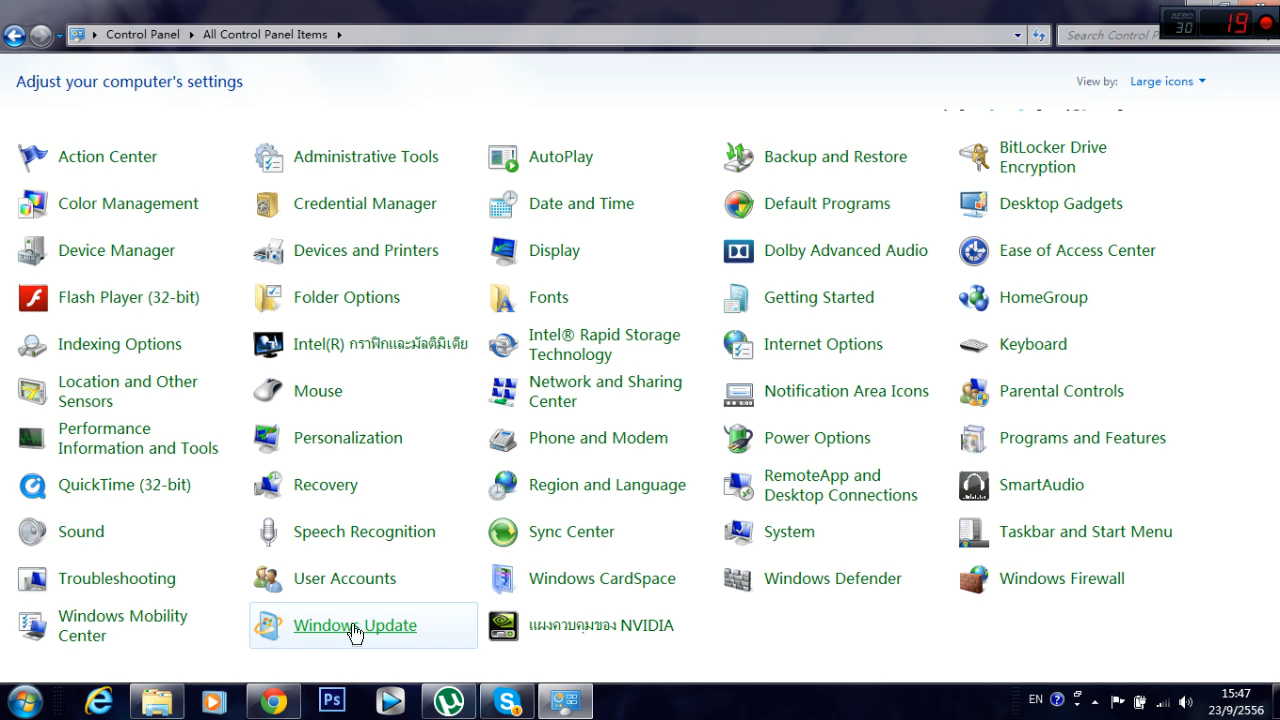 AERO
30
19
Control Panel
All Control Panel Items
Search Control P
Adjust your computer's settings
View by:
Large icons
Action Center
Administrative Tools
AutoPlay
Backup and Restore
BitLocker Drive
Encryption
Color Management
Credential Manager
Date and Time
Default Programs
Desktop Gadgets
Device Manager
Devices and Printers
Display
Dolby Advanced Audio
Ease of Access Center
Flash Player (32-bit)
Folder Options
Fonts
Getting Started
HomeGroup
Indexing Options
Intel(R) กราฟิกและมัลติมีเดีย
Intel® Rapid Storage
Technology
Internet Options
Keyboard
Location and Other
Sensors
Mouse
Network and Sharing
Center
Notification Area Icons
Parental Controls
Performance
Information and Tools
Personalization
Phone and Modem
Power Options
Programs and Features
QuickTime (32-bit)
Recovery
Region and Language
RemoteApp and
Desktop Connections
SmartAudio
Sound
Speech Recognition
Sync Center
System
Taskbar and Start Menu
Troubleshooting
User Accounts
Windows CardSpace
Windows Defender
Windows Firewall
Windows Mobility
Center
Windows Update
แผงควบคุมของ NVIDIA
Ps
EN
15:47
23/9/2556